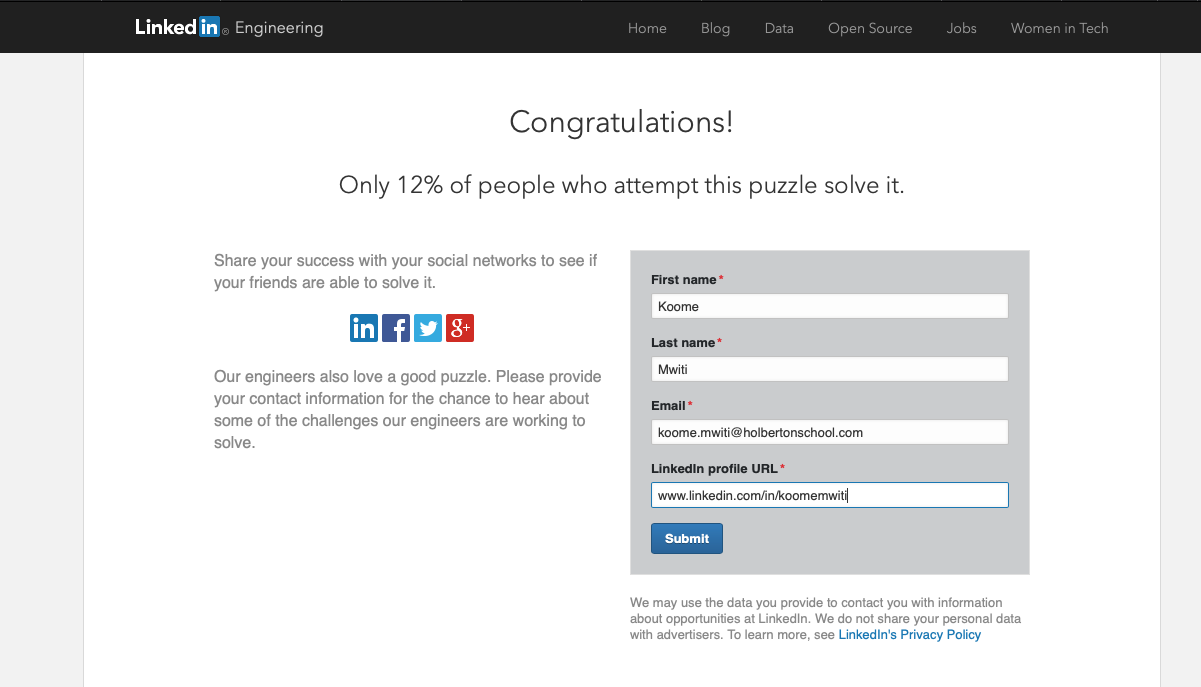 Linked in® Engineering
Home Blog Data Open Source Jobs Women in Tech
Congratulations!
Only 12% of people who attempt this puzzle solve it.
Share your success with your social networks to see if
your friends are able to solve it.
in f g+
Our engineers also love a good puzzle. Please provide
your contact information for the chance to hear about
some of the challenges our engineers are working to
solve.
First name*
Koome
Last name*
Mwiti
Email*
koome.mwiti@holbertonschool.com
LinkedIn profile URL*
www.linkedin.com/in/koomemwiti
Submit
We may use the data you provide to contact you with information
about opportunities at LinkedIn. We do not share your personal data
with advertisers. To learn more, see LinkedIn's Privacy Policy